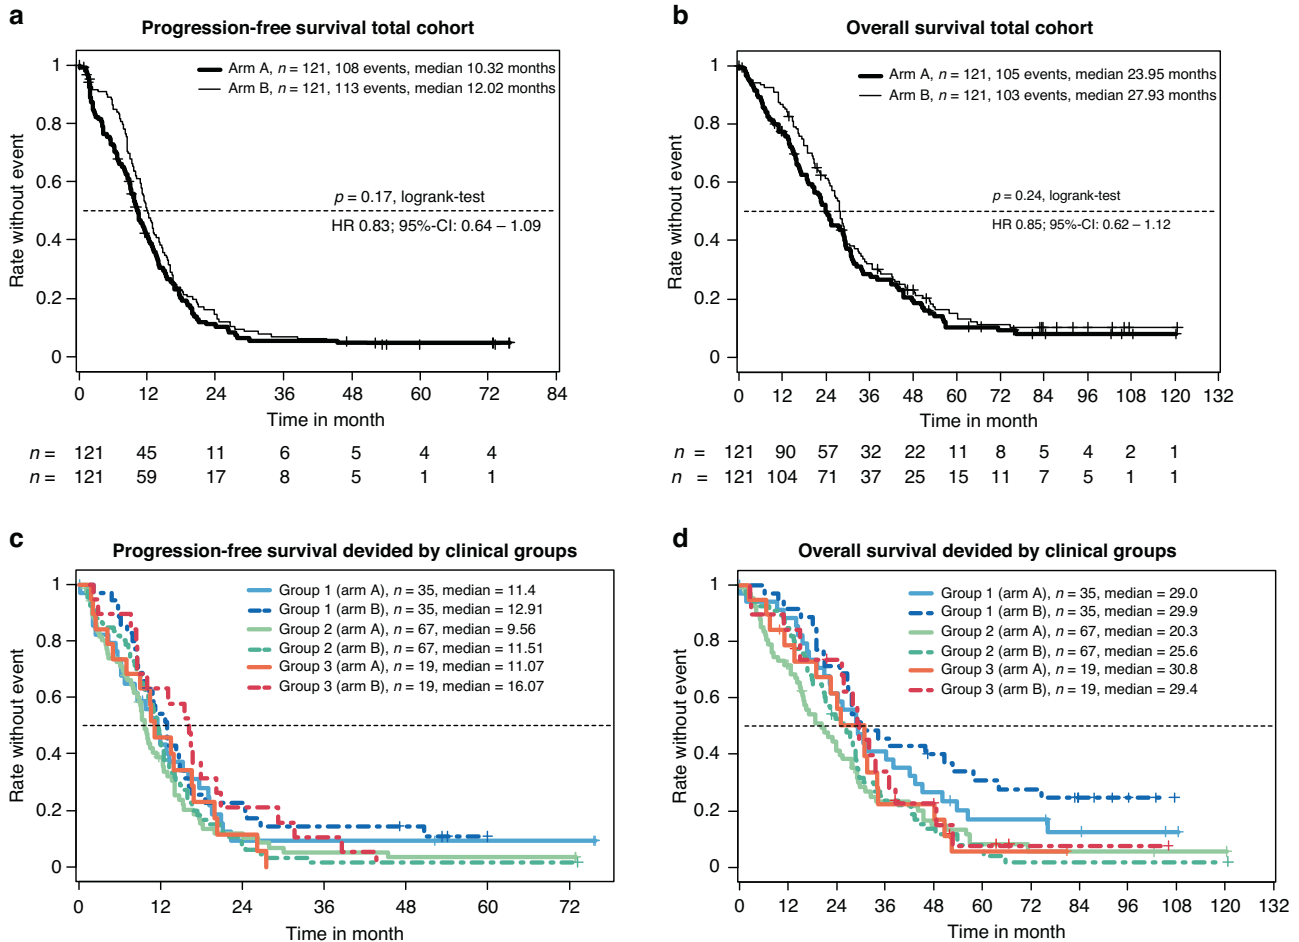 a
Progression-free survival total cohort
Arm A, n = 121, 108 events, median 10.32 months
Arm B, n = 121, 113 events, median 12.02 months
p = 0.17, logrank-test
HR 0.83; 95%-CI: 0.64 – 1.09
Rate without event
1
0.8
0.6
0.4
0.2
0
0 12 24 36 48 60 72 84
Time in month
n = 121 45 11 6 5 4 4
n = 121 59 17 8 5 1 1
b
Overall survival total cohort
Arm A, n = 121, 105 events, median 23.95 months
Arm B, n = 121, 103 events, median 27.93 months
p = 0.24, logrank-test
HR 0.85; 95%-CI: 0.62 – 1.12
Rate without event
1
0.8
0.6
0.4
0.2
0
0 12 24 36 48 60 72 84 96 108 120 132
Time in month
n = 121 90 57 32 22 11 8 5 4 2 1
n = 121 104 71 37 25 15 11 7 5 1 1
c
Progression-free survival devided by clinical groups
Group 1 (arm A), n = 35, median = 11.4
Group 1 (arm B), n = 35, median = 12.91
Group 2 (arm A), n = 67, median = 9.56
Group 2 (arm B), n = 67, median = 11.51
Group 3 (arm A), n = 19, median = 11.07
Group 3 (arm B), n = 19, median = 16.07
Rate without event
1
0.8
0.6
0.4
0.2
0
0 12 24 36 48 60 72
Time in month
d
Overall survival devided by clinical groups
Group 1 (arm A), n = 35, median = 29.0
Group 1 (arm B), n = 35, median = 29.9
Group 2 (arm A), n = 67, median = 20.3
Group 2 (arm B), n = 67, median = 25.6
Group 3 (arm A), n = 19, median = 30.8
Group 3 (arm B), n = 19, median = 29.4
Rate without event
1
0.8
0.6
0.4
0.2
0
0 12 24 36 48 60 72 84 96 108 120 132
Time in month